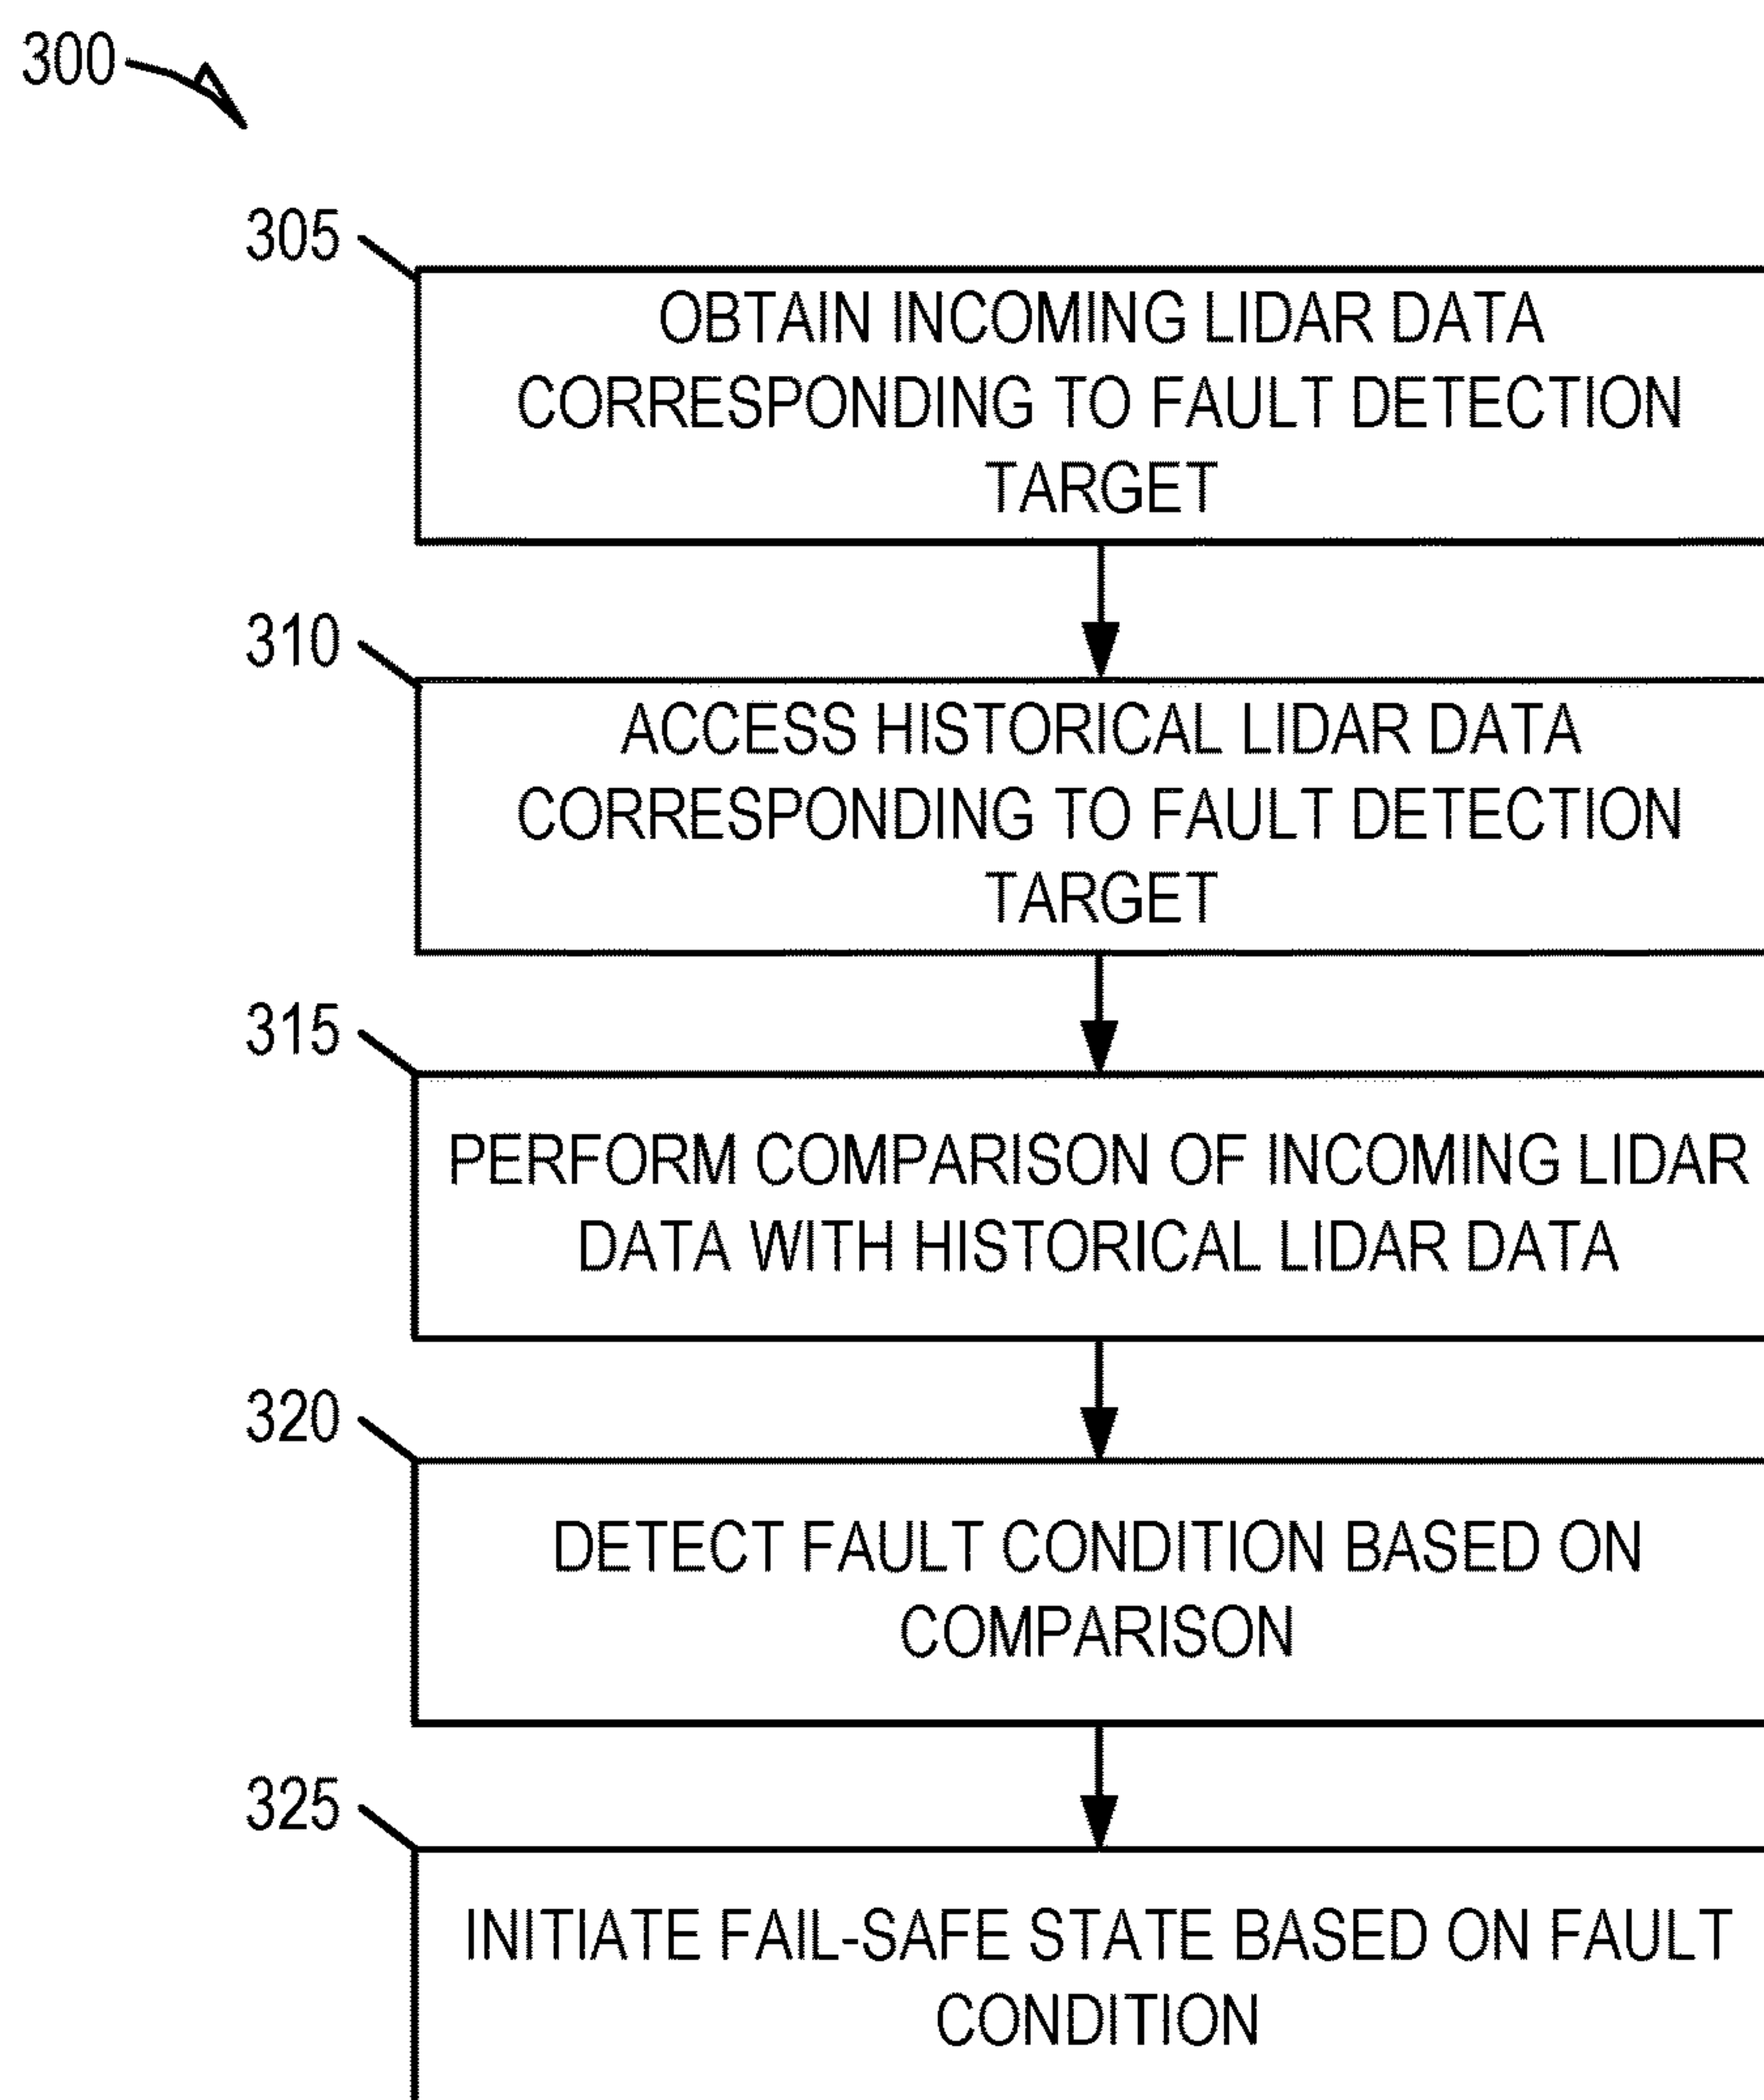 300
305
OBTAIN INCOMING LIDAR DATA
CORRESPONDING TO FAULT DETECTION
TARGET
310
ACCESS HISTORICAL LIDAR DATA
CORRESPONDING TO FAULT DETECTION
TARGET
315
PERFORM COMPARISON OF INCOMING LIDAR
DATA WITH HISTORICAL LIDAR DATA
320
DETECT FAULT CONDITION BASED ON
COMPARISON
325
INITIATE FAIL-SAFE STATE BASED ON FAULT
CONDITION